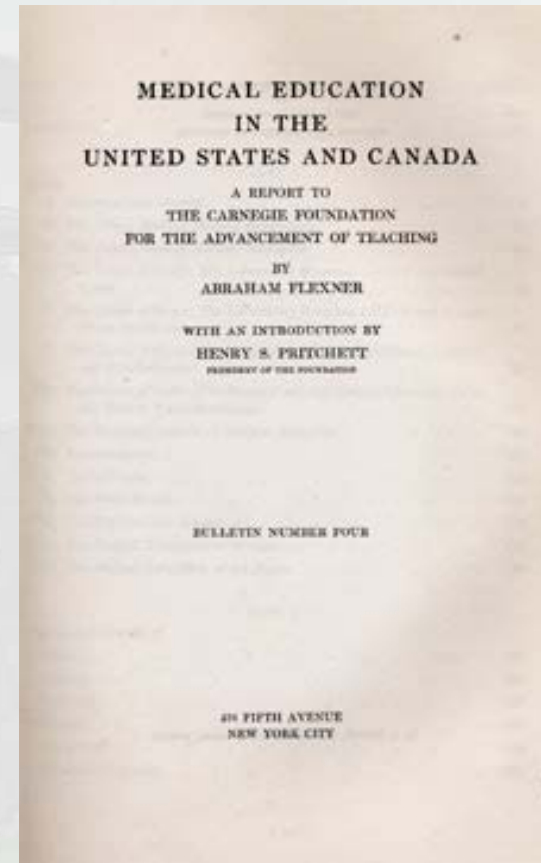 MEDICAL EDUCATION
IN THE
UNITED STATES AND CANADA
A REPORT TO
THE CARNEGIE FOUNDATION
FOR THE ADVANCEMENT OF TEACHING
BY
ABRAHAM FLEXNER
WITH AN INTRODUCTION BY
HENRY S. PRITCHETT
PRESIDENT OF THE FOUNDATION
BULLETIN NUMBER FOUR
FIFTH AVENUE
NEW YORK CITY